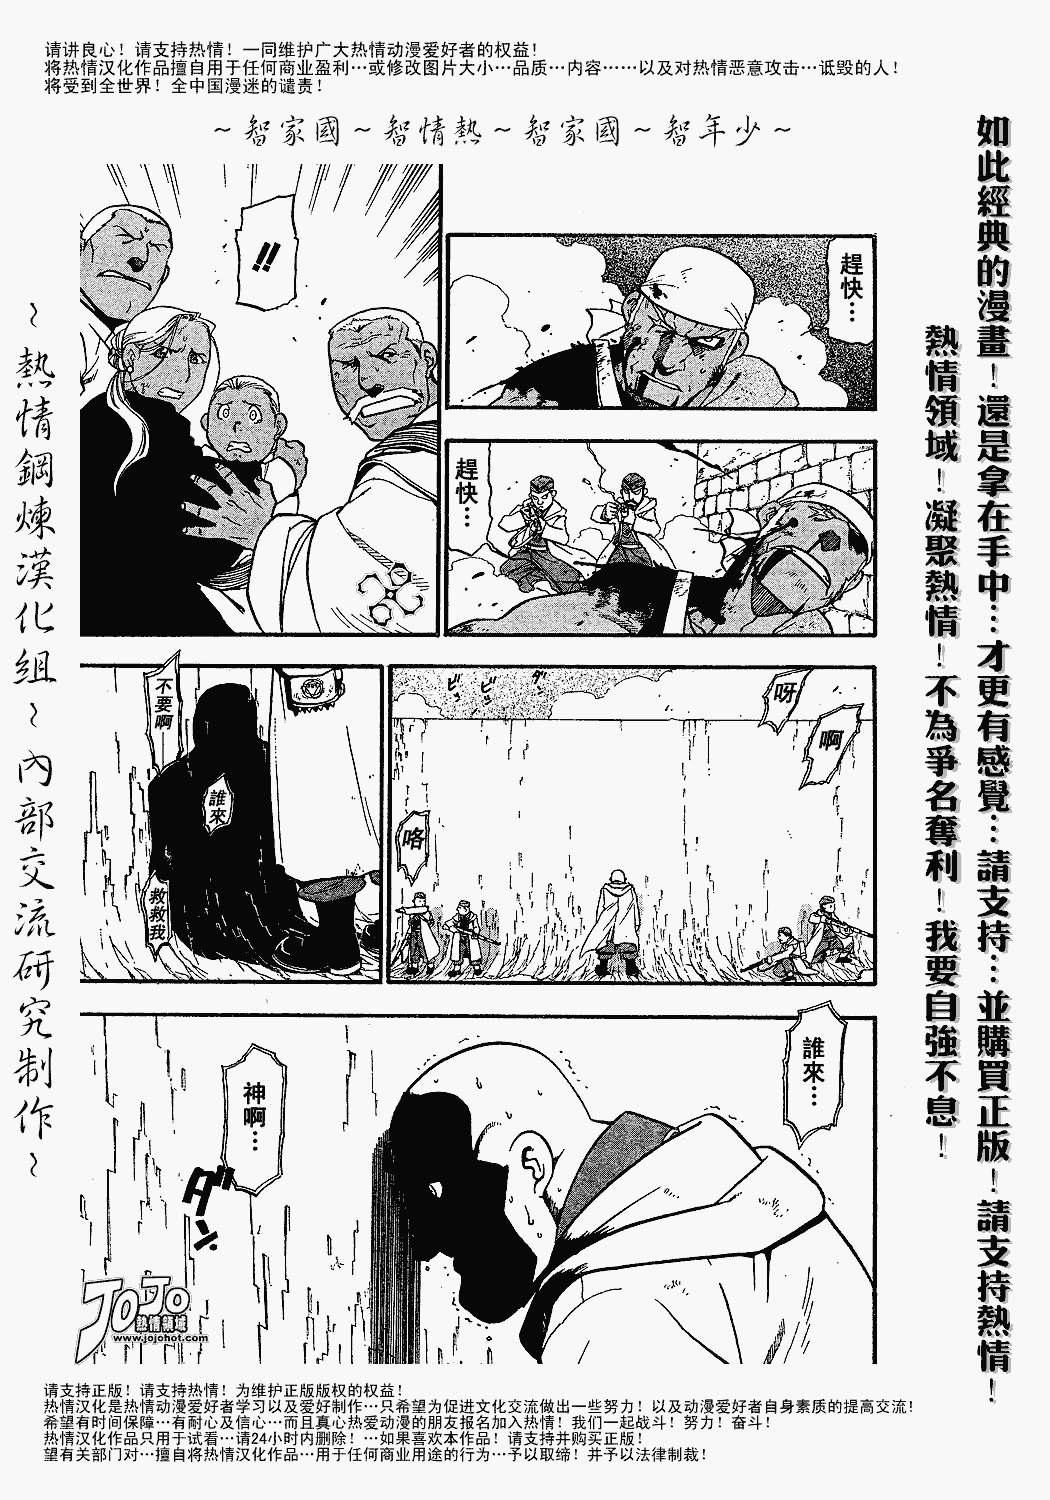 请讲良心！请支持热情！一同维护广大热情动漫爱好者的权益！
将热情汉化作品擅自用于任何商业盈利…或修改图片大小…品质…内容……以及对热情恶意攻击…诋毁的人！
将受到全世界！全中国漫迷的谴责！
～智家國～智情熱～智家國～智年少～
如此經典的漫畫！還是拿在手中…才更有感覺…請支持…並購買正版！請支持熱情！
熱情領域！凝聚熱情！不為爭名奪利！我要自強不息！
～熱情鋼煉漢化組～內部交流研究制作～
趕快…
!!
趕快…
呀
啊
咯
ビッ
ビッ
不要啊
誰來
救救我
誰來…
神啊…
ダン
JOJO
熱情領域
www.jojohot.com
请支持正版！请支持热情！为维护正版版权的权益！
热情汉化是热情动漫爱好者学习以及爱好制作…只希望为促进文化交流做出一些努力！以及动漫爱好者自身素质的提高交流！
希望有时间保障…有耐心及信心…而且真心热爱动漫的朋友报名加入热情！我们一起战斗！努力！奋斗！
热情汉化作品只用于试看…请24小时内删除！…如果喜欢本作品！请支持并购买正版！
望有关部门对…擅自将热情汉化作品…用于任何商业用途的行为…予以取缔！并予以法律制裁！